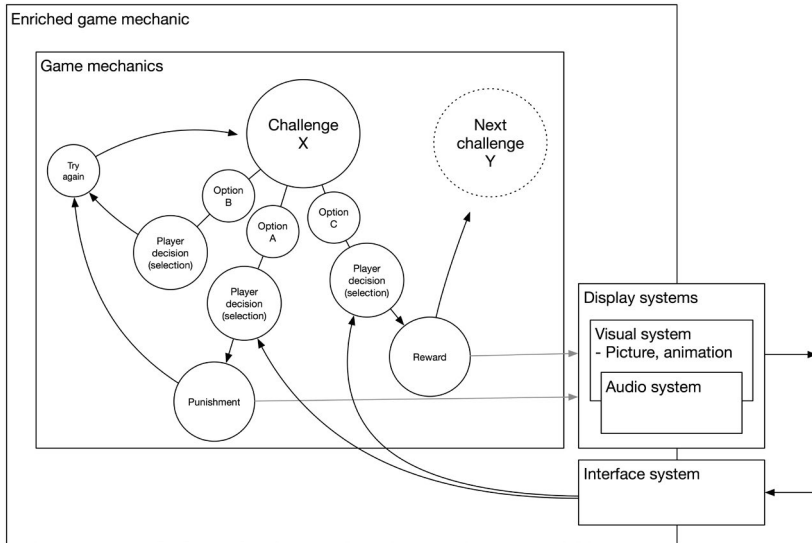 Enriched game mechanic
Game mechanics
Challenge
X
Next
challenge
Y
Try
again
Option
B
Option
A
Option
C
Player
decision
(selection)
Player
decision
(selection)
Player
decision
(selection)
Reward
Punishment
Display systems
Visual system
- Picture, animation
Audio system
Interface system